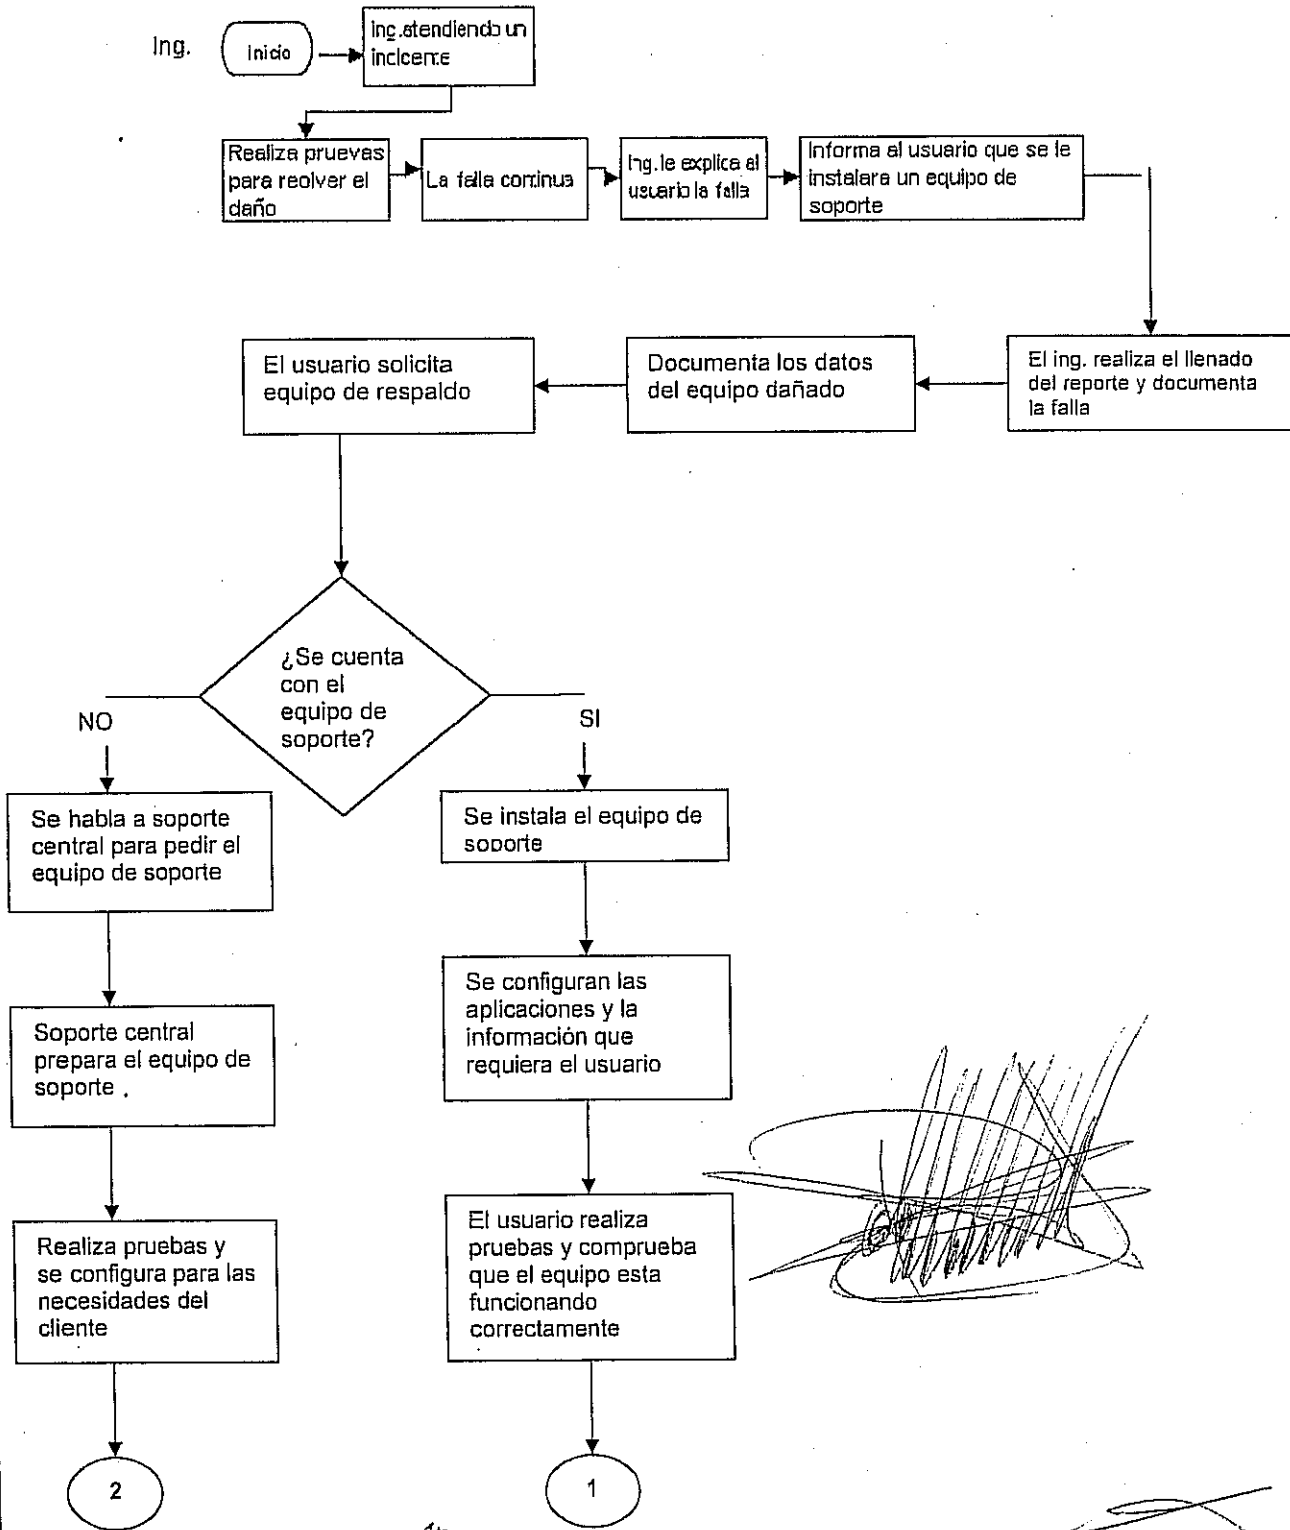 Ing.
Inicio
ing.atendiendo un
incicente
Realiza pruevas
para reolver el
daño
La falla continua
Ing. le explica el
usuario la falla
Informa al usuario que se le
instalara un equipo de
soporte
El ing. realiza el llenado
del reporte y documenta
la falla
Documenta los datos
del equipo dañado
El usuario solicita
equipo de respaldo
¿Se cuenta
con el
equipo de
soporte?
NO
SI
Se habla a soporte
central para pedir el
equipo de soporte
Se instala el equipo de
soporte
Soporte central
prepara el equipo de
soporte .
Se configuran las
aplicaciones y la
información que
requiera el usuario
Realiza pruebas y
se configura para las
necesidades del
cliente
El usuario realiza
pruebas y comprueba
que el equipo esta
funcionando
correctamente
2
1